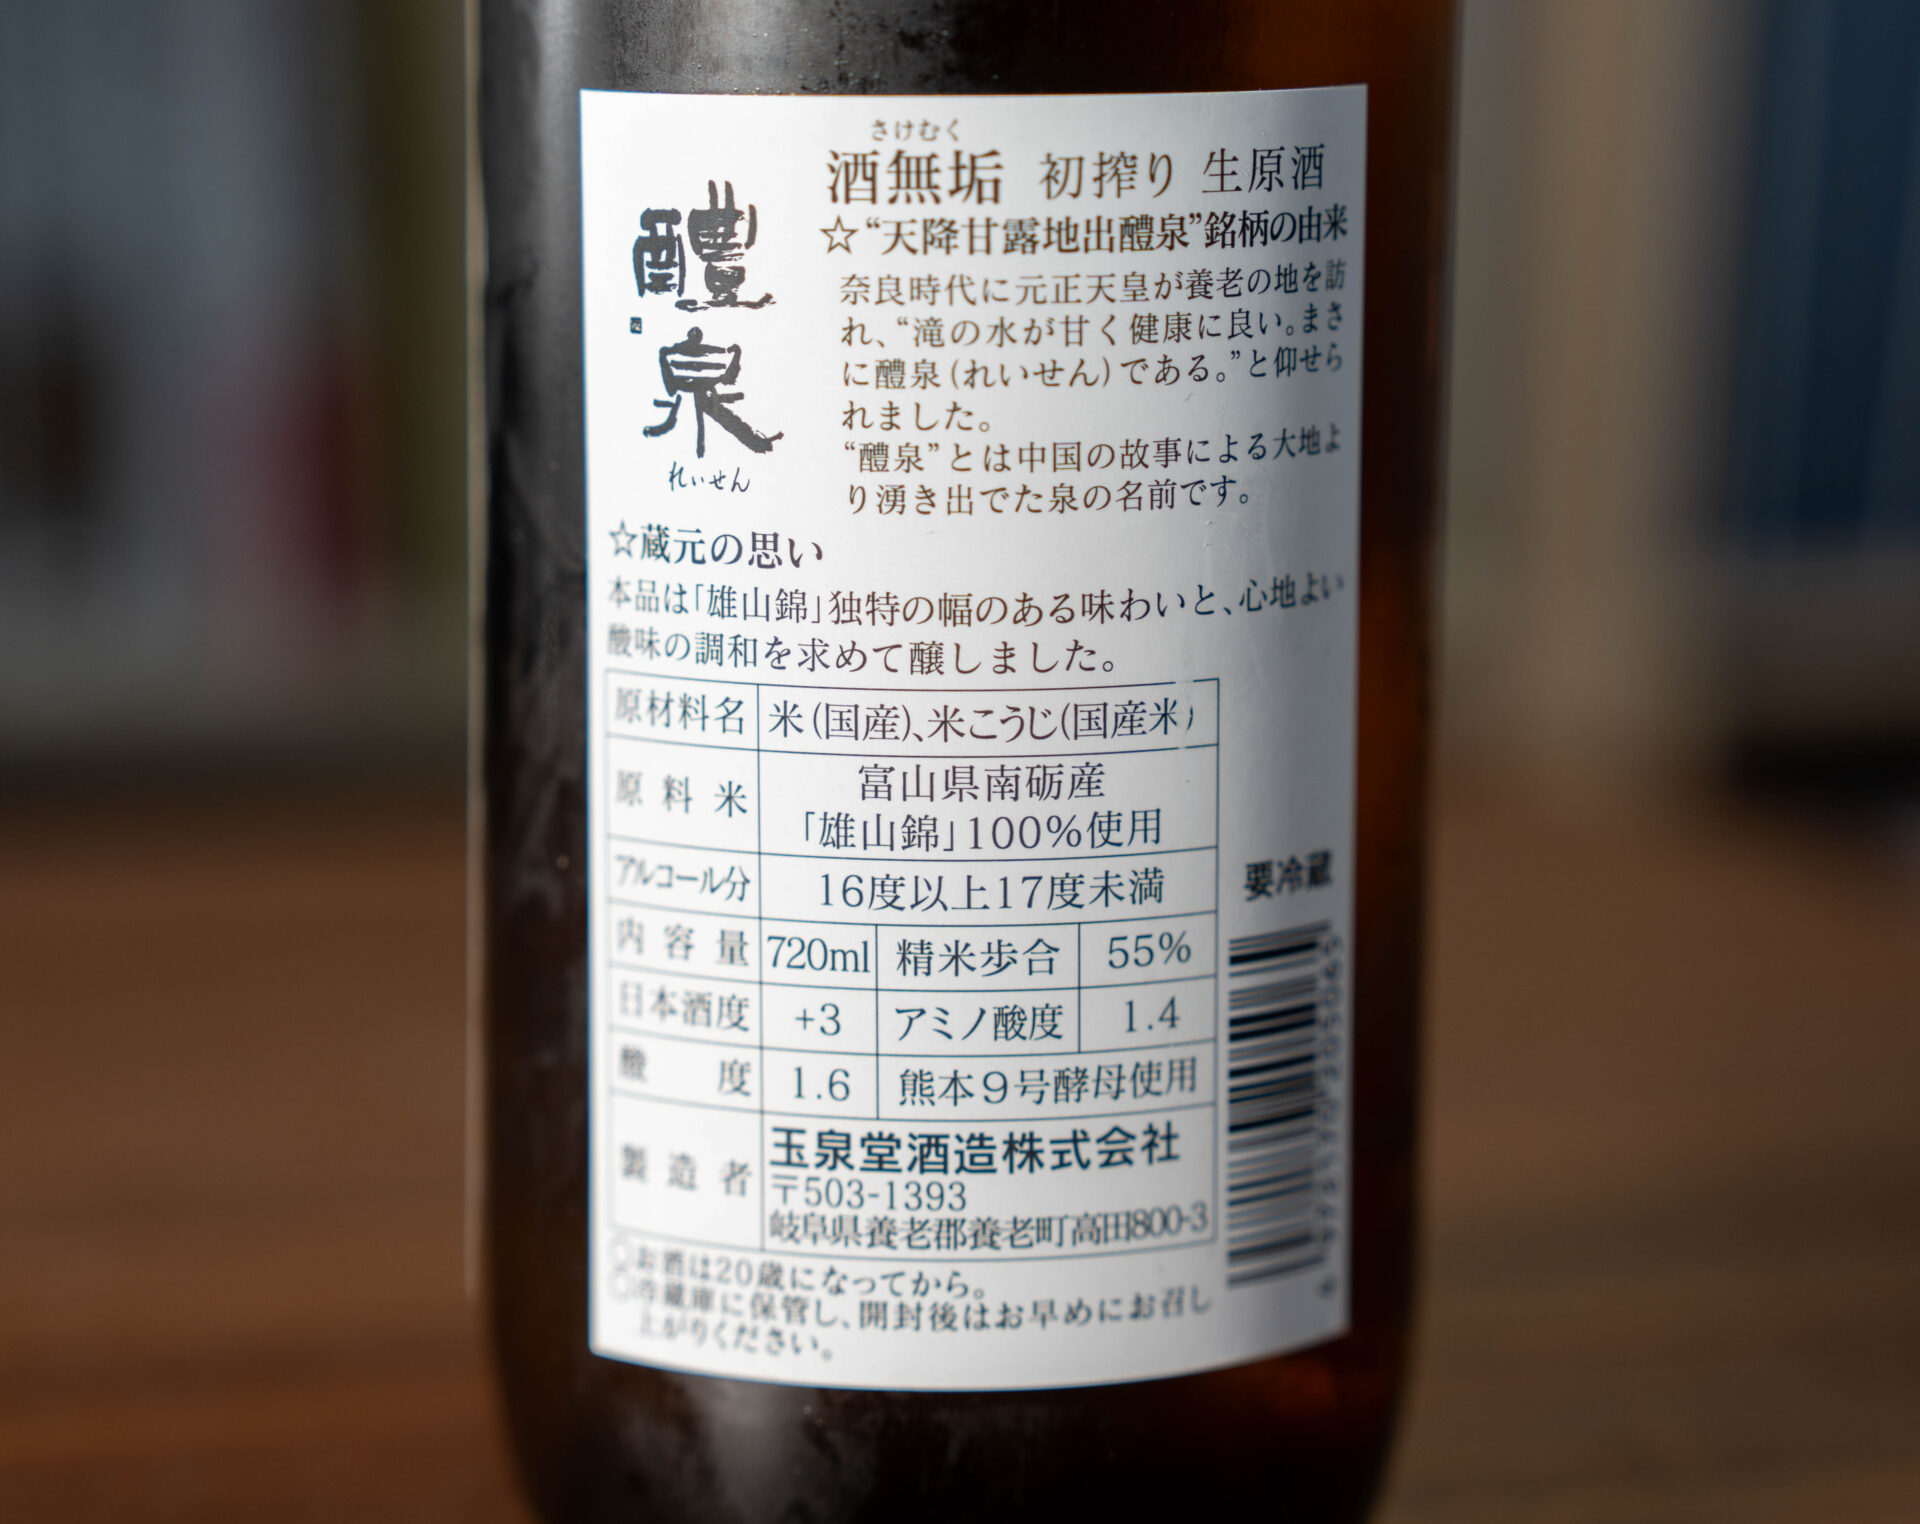 醴泉
れいせん
さけむく
酒無垢 初搾り 生原酒
☆“天降甘露地出醴泉”銘柄の由来
奈良時代に元正天皇が養老の地を訪
れ、“滝の水が甘く健康に良い。まさ
に醴泉(れいせん)である。”と仰せら
れました。
“醴泉”とは中国の故事による大地よ
り湧き出でた泉の名前です。
☆蔵元の思い
本品は「雄山錦」独特の幅のある味わいと、心地よい
酸味の調和を求めて醸しました。
原材料名 米(国産)、米こうじ(国産米)
原料米 富山県南砺産
「雄山錦」100%使用
アルコール分 16度以上17度未満
内容量 720ml 精米歩合 55%
日本酒度 +3 アミノ酸度 1.4
酸度 1.6 熊本9号酵母使用
製造者 玉泉堂酒造株式会社
〒503-1393
岐阜県養老郡養老町高田800-3
要冷蔵
○お酒は20歳になってから。
○冷蔵庫に保管し、開封後はお早めにお召し
上がりください。